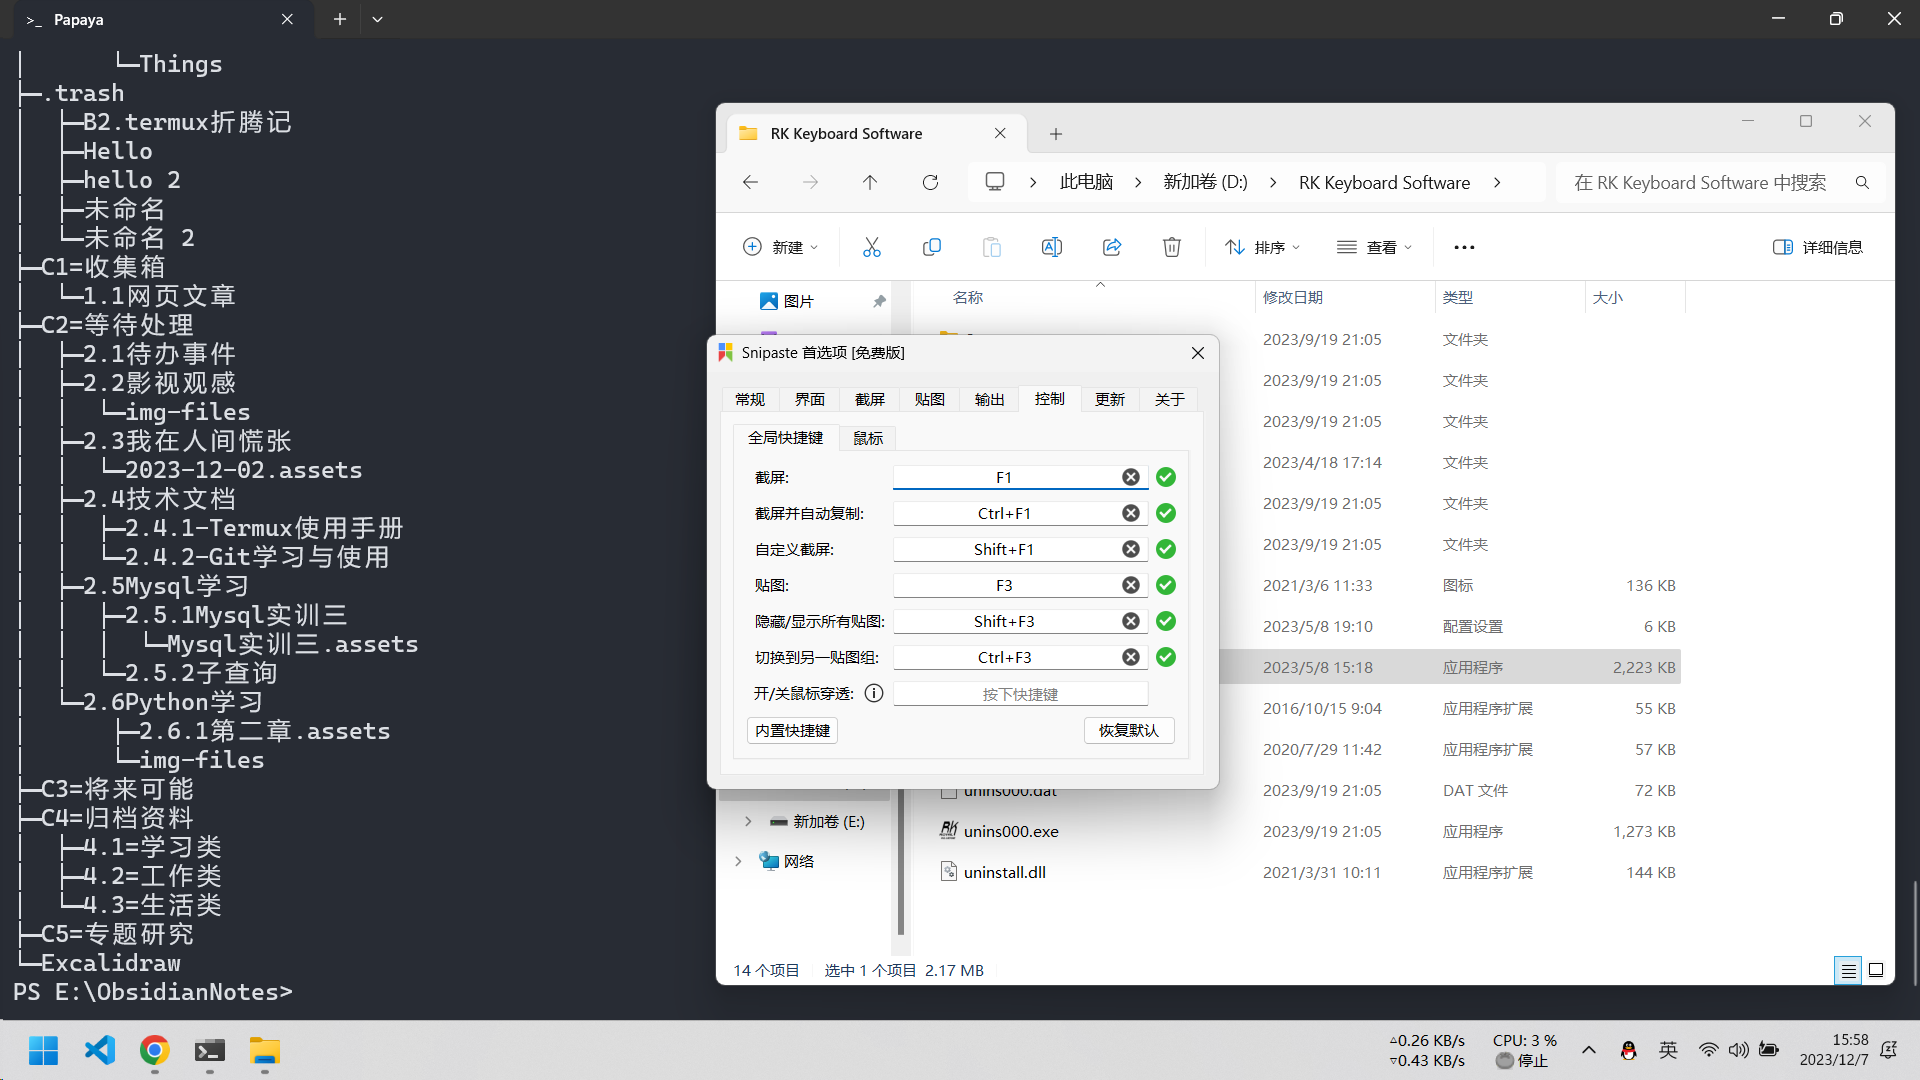 Papaya
│      └─Things
├─.trash
│  ├─B2.termux折腾记
│  ├─Hello
│  ├─hello 2
│  ├─未命名
│  └─未命名 2
├─C1=收集箱
│  └─1.1网页文章
├─C2=等待处理
│  ├─2.1待办事件
│  ├─2.2影视观感
│  │  └─img-files
│  ├─2.3我在人间慌张
│  │  └─2023-12-02.assets
│  ├─2.4技术文档
│  │  ├─2.4.1-Termux使用手册
│  │  └─2.4.2-Git学习与使用
│  ├─2.5Mysql学习
│  │  ├─2.5.1Mysql实训三
│  │  │  └─Mysql实训三.assets
│  │  └─2.5.2子查询
│  └─2.6Python学习
│      ├─2.6.1第二章.assets
│      └─img-files
├─C3=将来可能
├─C4=归档资料
│  ├─4.1=学习类
│  ├─4.2=工作类
│  └─4.3=生活类
├─C5=专题研究
└─Excalidraw
PS E:\ObsidianNotes>
RK Keyboard Software
此电脑 > 新加卷 (D:) > RK Keyboard Software >
在 RK Keyboard Software 中搜索
新建 排序 查看 ••• 详细信息
图片
名称 修改日期 类型 大小
2023/9/19 21:05 文件夹
2023/9/19 21:05 文件夹
2023/9/19 21:05 文件夹
2023/4/18 17:14 文件夹
2023/9/19 21:05 文件夹
2023/9/19 21:05 文件夹
2021/3/6 11:33 图标 136 KB
2023/5/8 19:10 配置设置 6 KB
2023/5/8 15:18 应用程序 2,223 KB
2016/10/15 9:04 应用程序扩展 55 KB
2020/7/29 11:42 应用程序扩展 57 KB
unins000.dat 2023/9/19 21:05 DAT 文件 72 KB
unins000.exe 2023/9/19 21:05 应用程序 1,273 KB
uninstall.dll 2021/3/31 10:11 应用程序扩展 144 KB
新加卷 (E:)
网络
14 个项目 选中 1 个项目 2.17 MB
Snipaste 首选项 [免费版]
常规 界面 截屏 贴图 输出 控制 更新 关于
全局快捷键 鼠标
截屏: F1
截屏并自动复制: Ctrl+F1
自定义截屏: Shift+F1
贴图: F3
隐藏/显示所有贴图: Shift+F3
切换到另一贴图组: Ctrl+F3
开/关鼠标穿透: 按下快捷键
内置快捷键 恢复默认
▵0.26 KB/s CPU: 3 %
▿0.43 KB/s 停止
英
15:58
2023/12/7